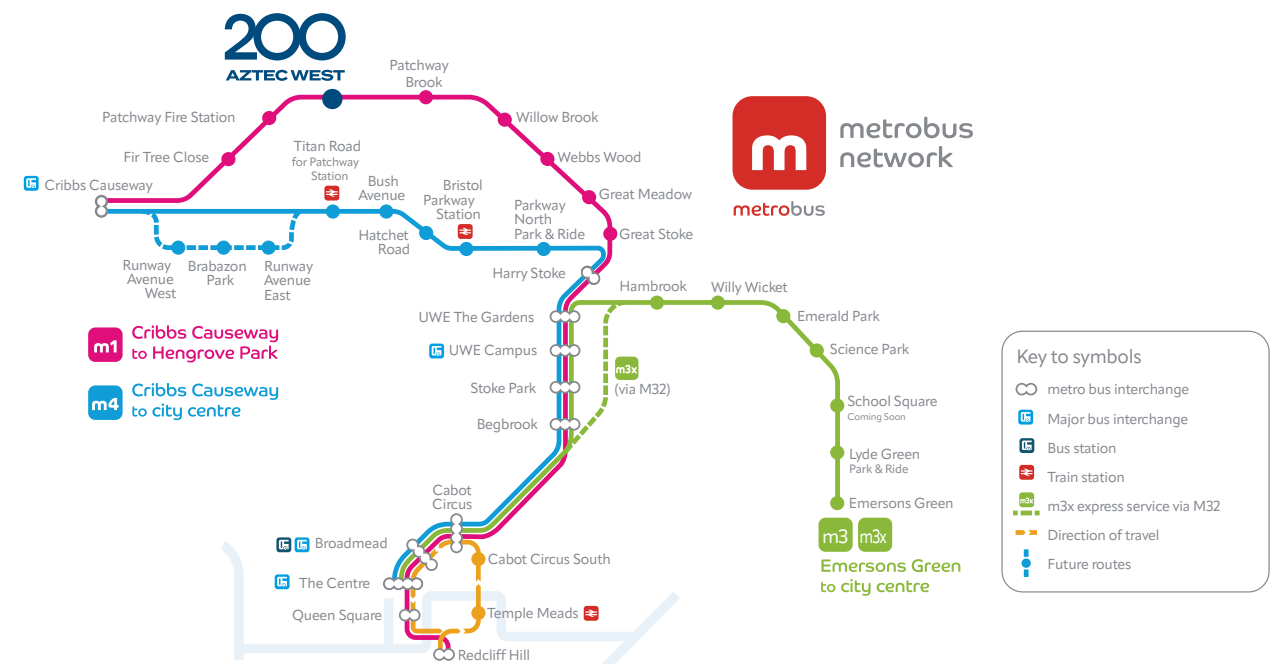 200
AZTEC WEST
Patchway
Brook
Patchway Fire Station
Willow Brook
Fir Tree Close
Webbs Wood
Titan Road
for Patchway
Station
Cribbs Causeway
Bush
Avenue
Bristol
Parkway
Station
Great Meadow
Parkway
North
Park & Ride
Hatchet
Road
Great Stoke
Runway
Avenue
West
Brabazon
Park
Runway
Avenue
East
Harry Stoke
m
metrobus
network
metrobus
m1
Cribbs Causeway
to Hengrove Park
m4
Cribbs Causeway
to city centre
Hambrook
Willy Wicket
UWE The Gardens
Emerald Park
UWE Campus
Science Park
m3x
(via M32)
Stoke Park
School Square
Coming Soon
Begbrook
Lyde Green
Park & Ride
Emersons Green
m3
m3x
Emersons Green
to city centre
Cabot
Circus
Broadmead
Cabot Circus South
The Centre
Queen Square
Temple Meads
Redcliff Hill
Key to symbols
metro bus interchange
Major bus interchange
Bus station
Train station
m3x
m3x express service via M32
Direction of travel
Future routes